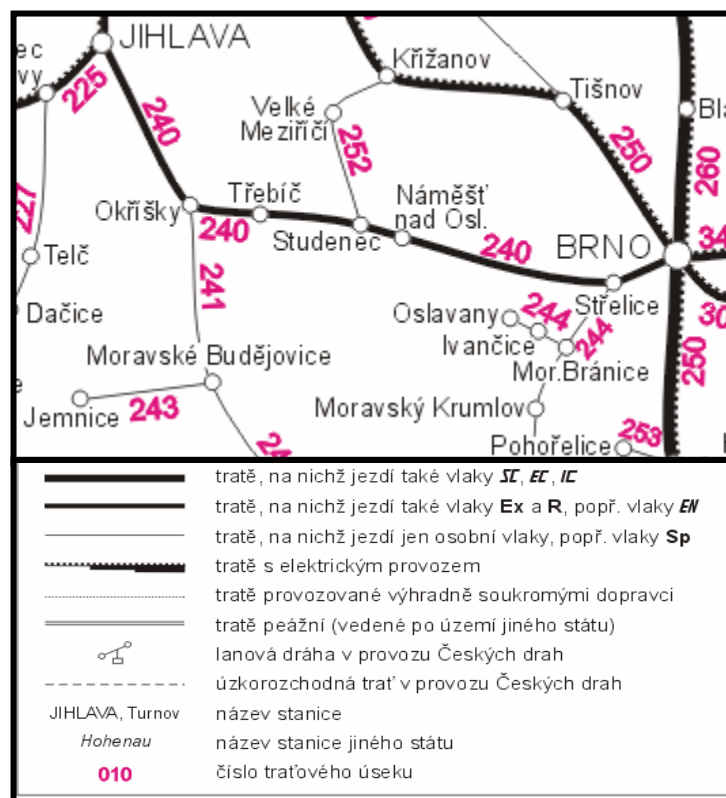 JIHLAVA
ec
vy
225
Křižanov
Tišnov
Velké
Meziříčí
240
252
250
Bla
260
227
Okříšky
Třebíč
240
Studenec
Náměšť
nad Osl.
240
BRNO
34
Telč
241
Střelice
30
Dačice
Oslavany
244
Ivančice
244
Mor.Bránice
250
Moravské Budějovice
Jemnice
243
Moravský Krumlov
24
Pohořelice
253
tratě, na nichž jezdí také vlaky SC, EC, IC
tratě, na nichž jezdí také vlaky Ex a R, popř. vlaky EN
tratě, na nichž jezdí jen osobní vlaky, popř. vlaky Sp
tratě s elektrickým provozem
tratě provozované výhradně soukromými dopravci
tratě peážní (vedené po území jiného státu)
lanová dráha v provozu Českých drah
úzkorozchodná trať v provozu Českých drah
JIHLAVA, Turnov název stanice
Hohenau název stanice jiného státu
010 číslo traťového úseku